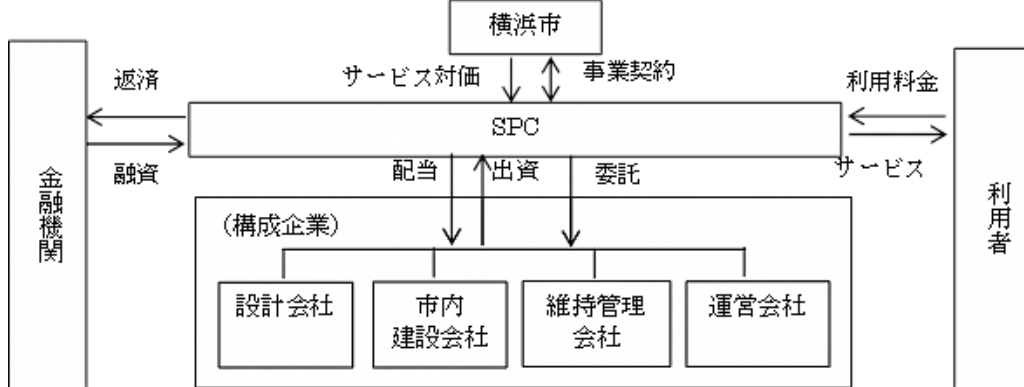 横浜市
サービス対価
事業契約
返済
利用料金
SPC
融資
配当
出資
委託
サービス
金融機関
利用者
（構成企業）
設計会社
市内
建設会社
維持管理
会社
運営会社